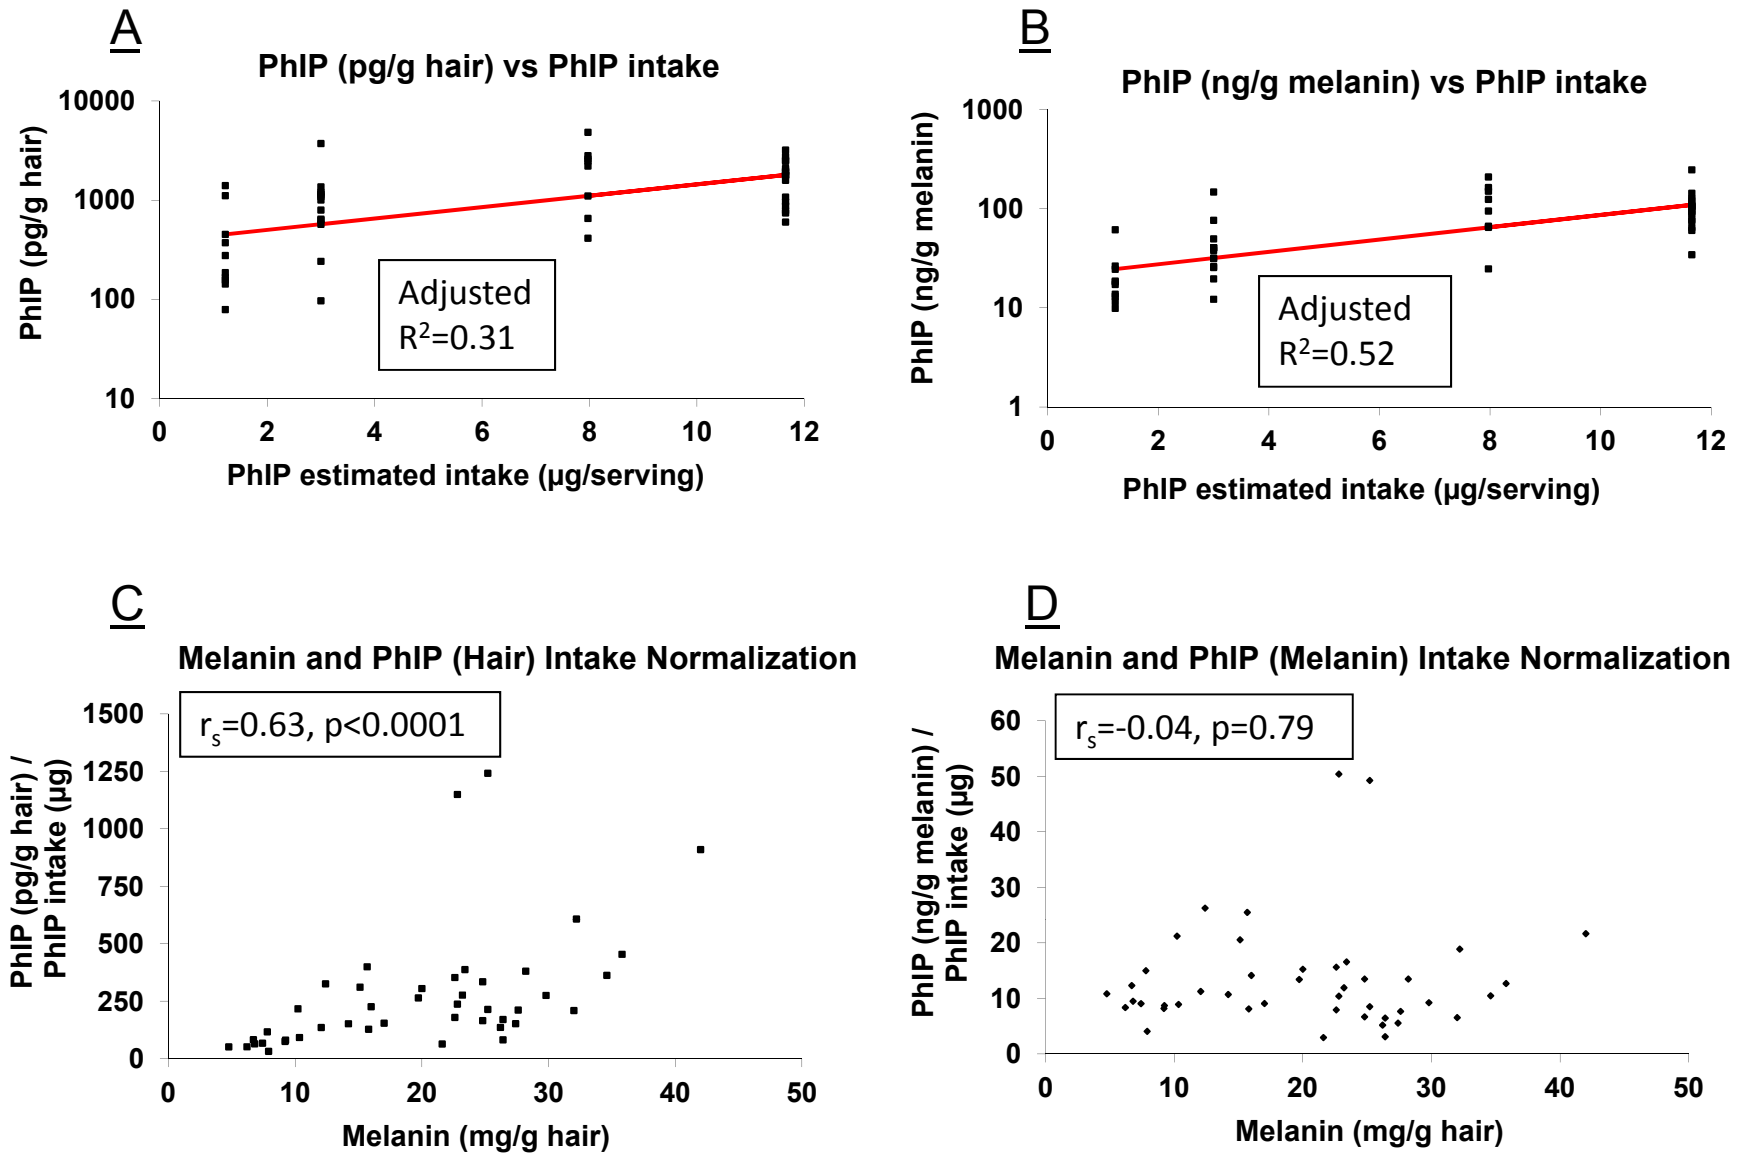 A
PhIP (pg/g hair) vs PhIP intake
10000
1000
100
10
PhIP (pg/g hair)
Adjusted
R²=0.31
0 2 4 6 8 10 12
PhIP estimated intake (µg/serving)
B
PhIP (ng/g melanin) vs PhIP intake
1000
100
10
1
PhIP (ng/g melanin)
Adjusted
R²=0.52
0 2 4 6 8 10 12
PhIP estimated intake (µg/serving)
C
Melanin and PhIP (Hair) Intake Normalization
rₛ=0.63, p<0.0001
1500
1250
1000
750
500
250
0
PhIP (pg/g hair) /
PhIP intake (µg)
0 10 20 30 40 50
Melanin (mg/g hair)
D
Melanin and PhIP (Melanin) Intake Normalization
rₛ=-0.04, p=0.79
60
50
40
30
20
10
0
PhIP (ng/g melanin) /
PhIP intake (µg)
0 10 20 30 40 50
Melanin (mg/g hair)